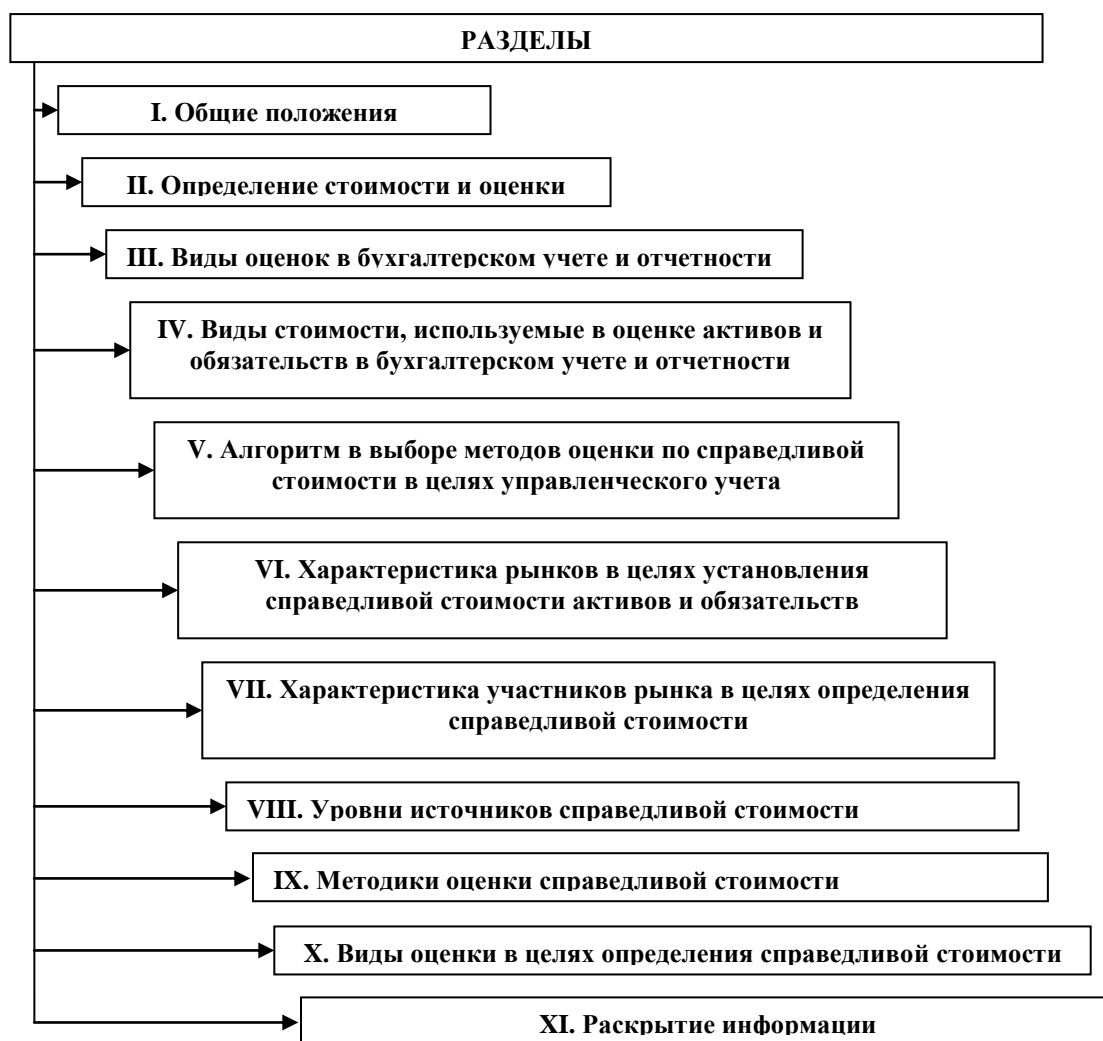 РАЗДЕЛЫ
I. Общие положения
II. Определение стоимости и оценки
III. Виды оценок в бухгалтерском учете и отчетности
IV. Виды стоимости, используемые в оценке активов и
обязательств в бухгалтерском учете и отчетности
V. Алгоритм в выборе методов оценки по справедливой
стоимости в целях управленческого учета
VI. Характеристика рынков в целях установления
справедливой стоимости активов и обязательств
VII. Характеристика участников рынка в целях определения
справедливой стоимости
VIII. Уровни источников справедливой стоимости
IX. Методики оценки справедливой стоимости
X. Виды оценки в целях определения справедливой стоимости
XI. Раскрытие информации